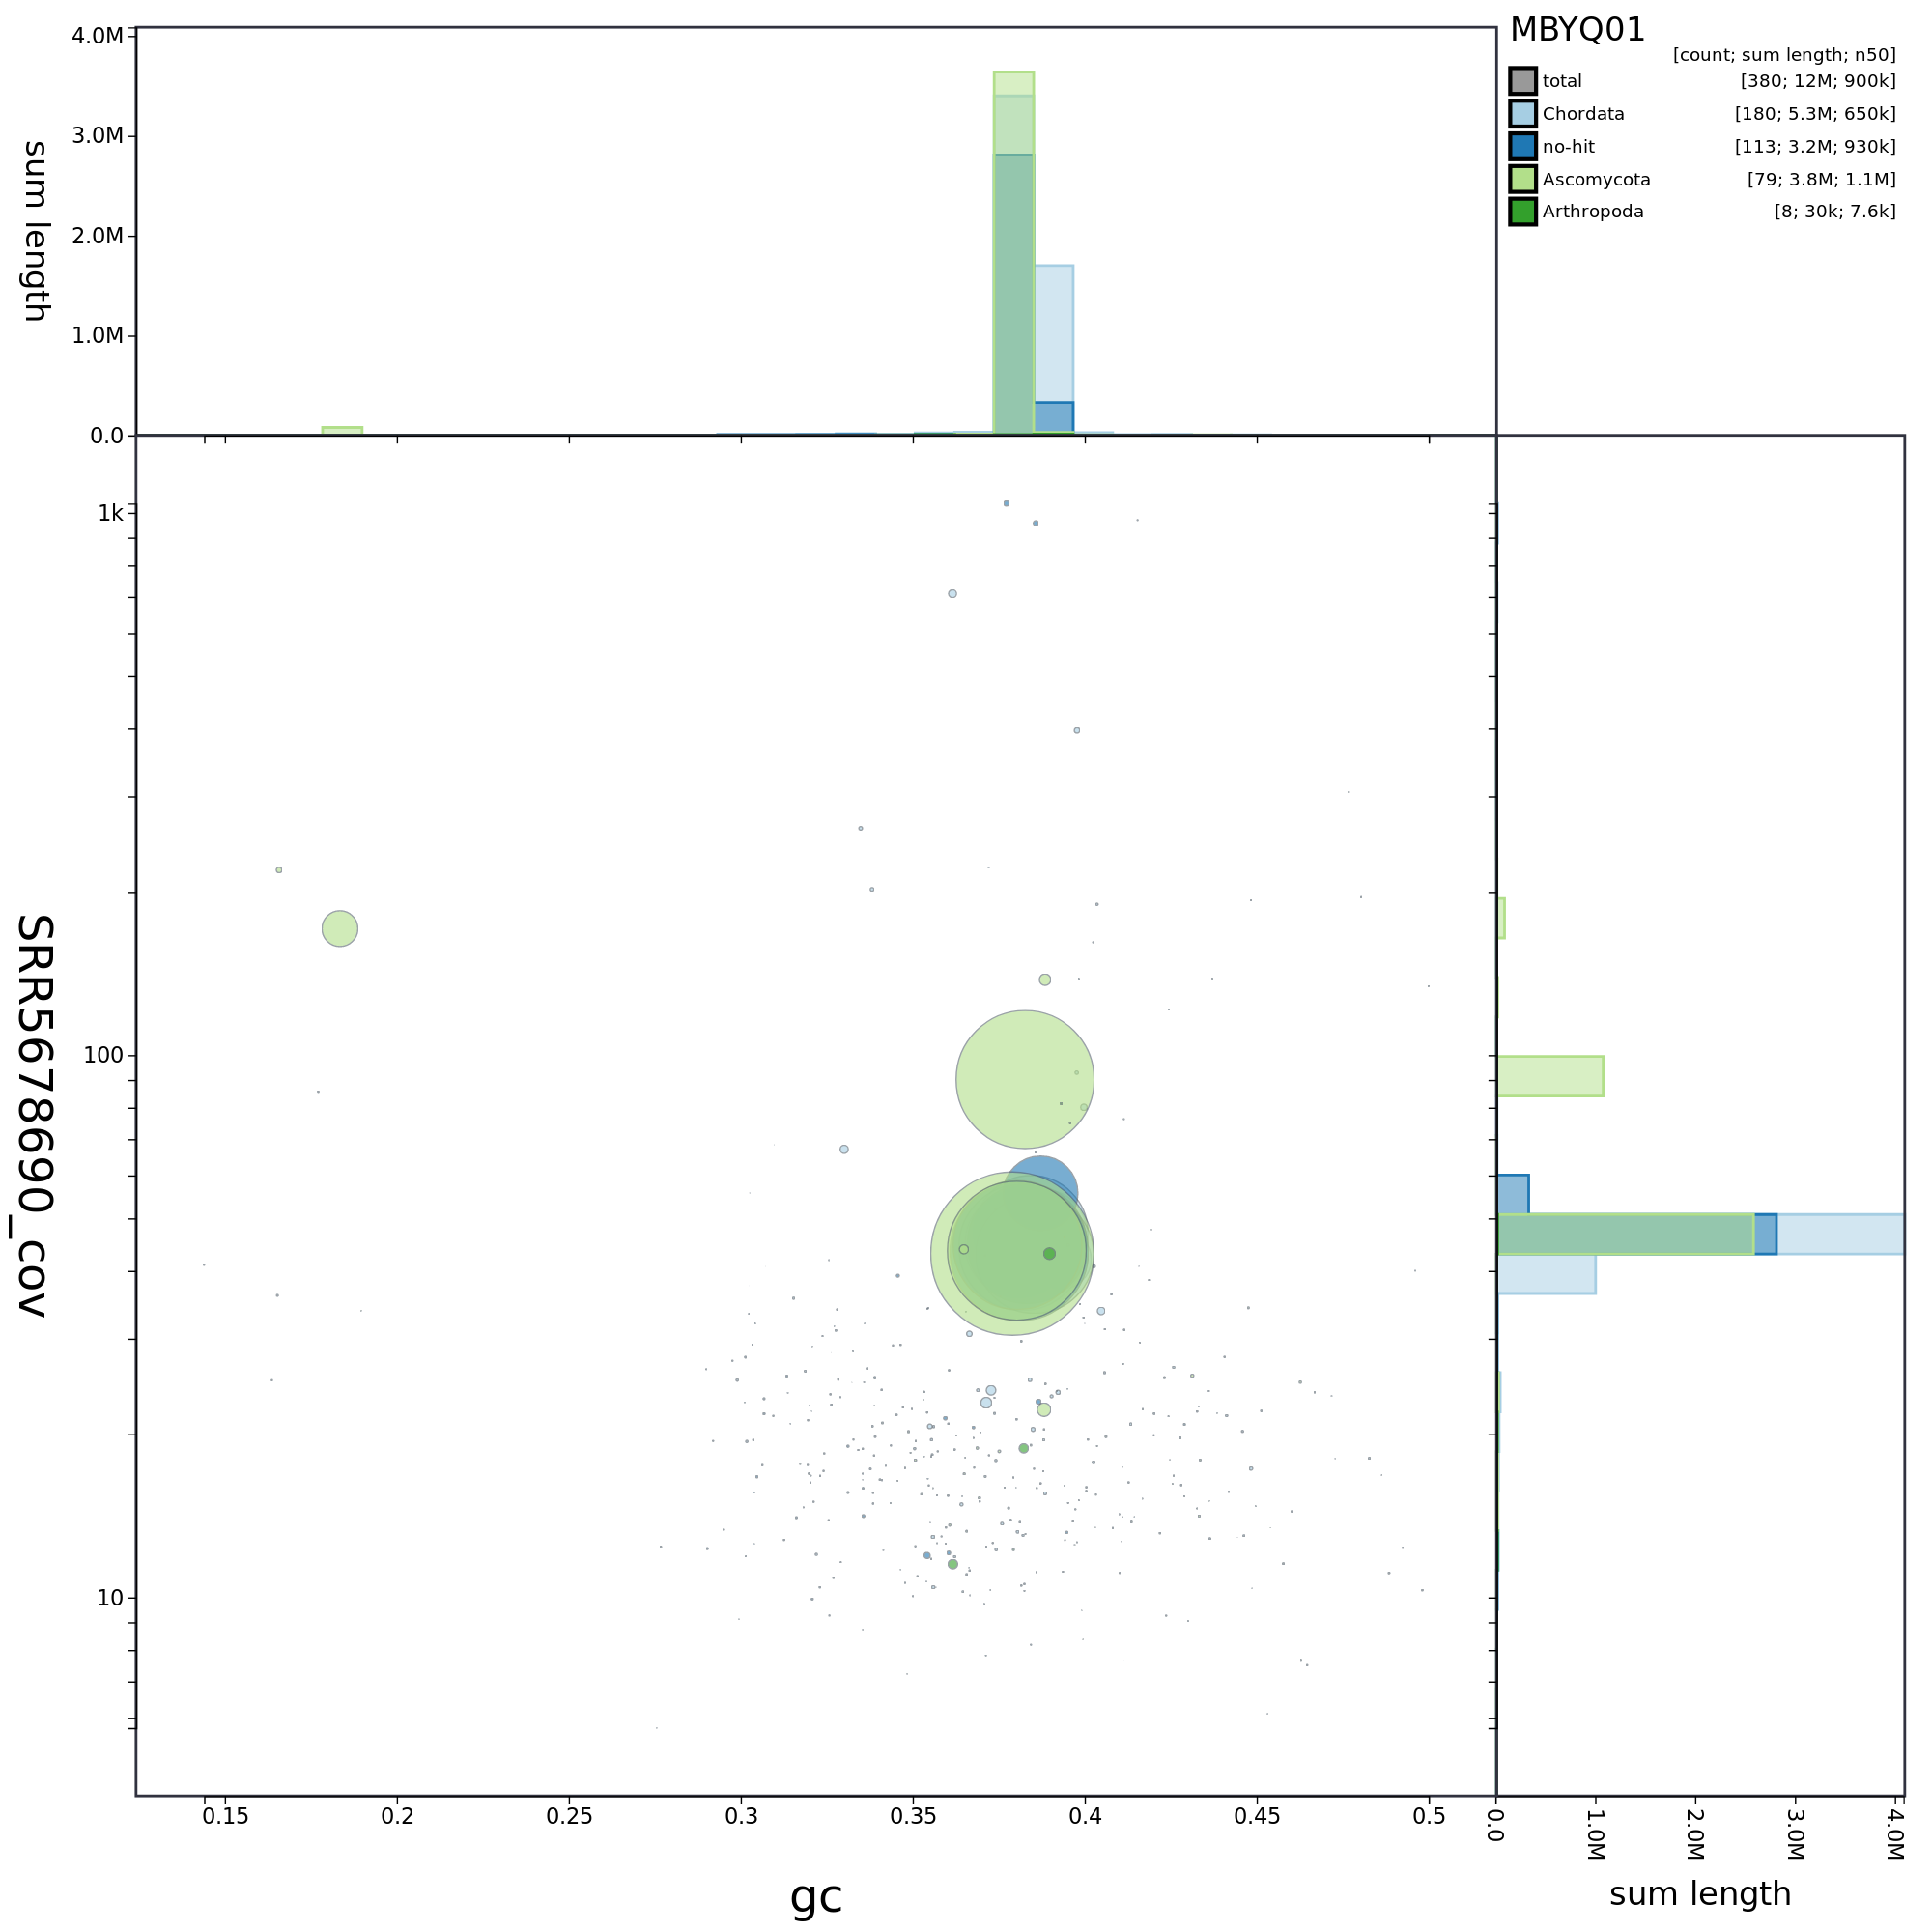 MBYQ01
[count; sum length; n50]
total [380; 12M; 900k]
Chordata [180; 5.3M; 650k]
no-hit [113; 3.2M; 930k]
Ascomycota [79; 3.8M; 1.1M]
Arthropoda [8; 30k; 7.6k]
sum length
4.0M
3.0M
2.0M
1.0M
0.0
SRR5678690_cov
1k
100
10
0.15 0.2 0.25 0.3 0.35 0.4 0.45 0.5
gc
0.0 1.0M 2.0M 3.0M 4.0M
sum length